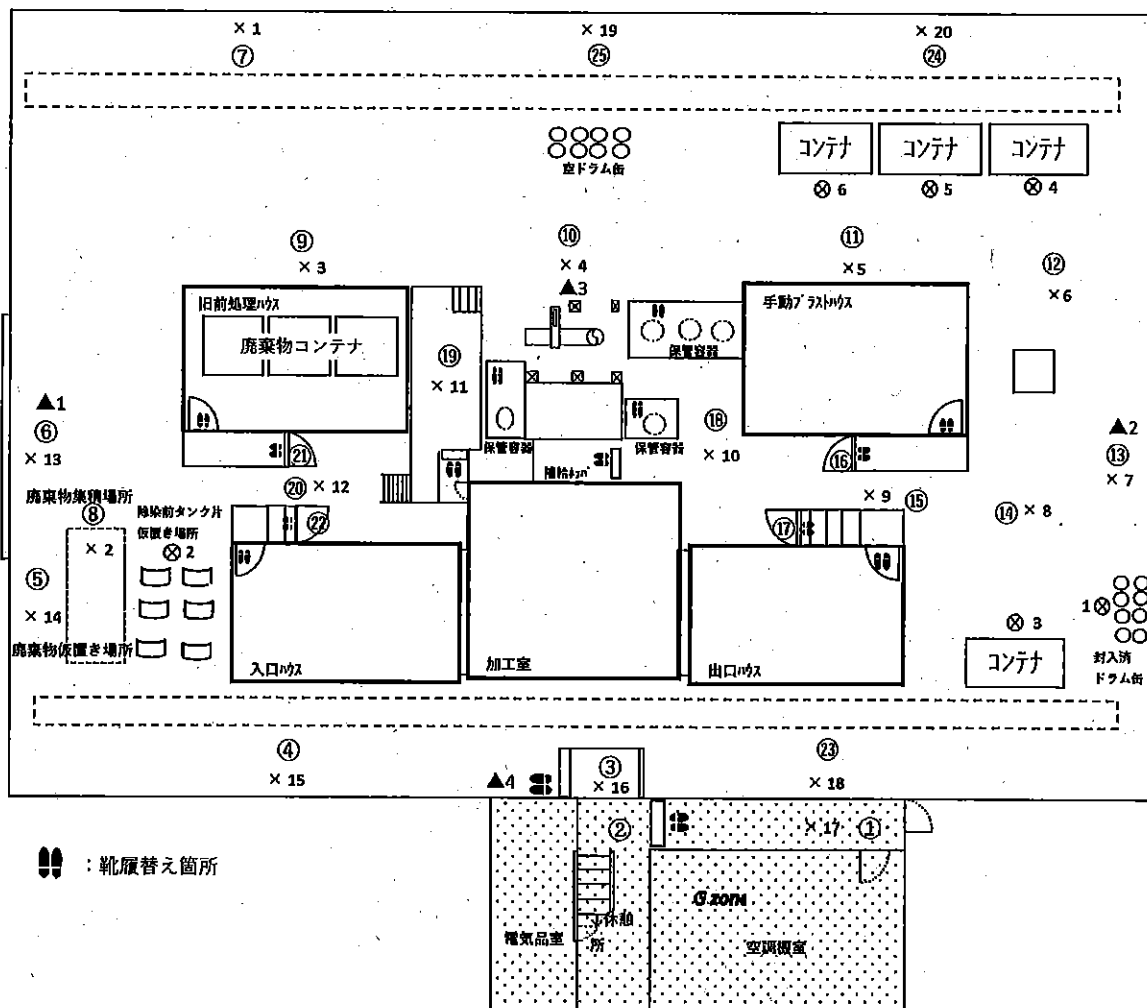 × 1
× 19
× 20
⑦
㉕
㉔
コンテナ
コンテナ
コンテナ
空ドラム缶
⊗ 6
⊗ 5
⊗ 4
⑨
⑩
⑪
⑫
× 3
× 4
× 5
× 6
▲3
旧前処理ハウス
手動ブラストハウス
廃棄物コンテナ
保管容器
⑲
× 11
▲1
▲2
⑥
⑱
⑬
× 13
保管容器
保管容器
× 10
㉑
⑯
× 7
廃棄物集積場所
⑳
× 12
× 9
⑮
⑧
除染前タンク片
仮置き場所
㉒
⑰
⑭
× 8
× 2
⊗ 2
⑤
× 14
1 ⊗
⊗ 3
廃棄物仮置き場所
入口ハウス
加工室
出口ハウス
コンテナ
封入済
ドラム缶
④
③
㉓
× 15
▲4
× 16
× 18
②
× 17
①
：靴履替え箇所
G zone
休憩
所
電気品室
空調機室